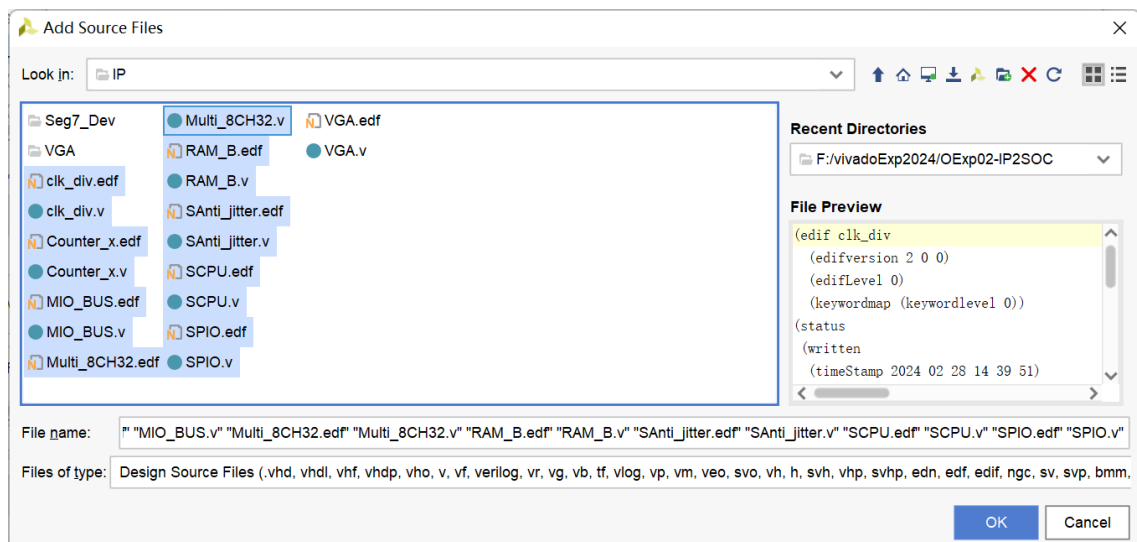 Add Source Files
Look in: IP
Seg7_Dev
VGA
clk_div.edf
clk_div.v
Counter_x.edf
Counter_x.v
MIO_BUS.edf
MIO_BUS.v
Multi_8CH32.edf
Multi_8CH32.v
RAM_B.edf
RAM_B.v
SAnti_jitter.edf
SAnti_jitter.v
SCPU.edf
SCPU.v
SPIO.edf
SPIO.v
VGA.edf
VGA.v
Recent Directories
F:/vivadoExp2024/OExp02-IP2SOC
File Preview
(edif clk_div
(edifversion 2 0 0)
(edifLevel 0)
(keywordmap (keywordlevel 0))
(status
(written
(timeStamp 2024 02 28 14 39 51)
File name: " "MIO_BUS.v" "Multi_8CH32.edf" "Multi_8CH32.v" "RAM_B.edf" "RAM_B.v" "SAnti_jitter.edf" "SAnti_jitter.v" "SCPU.edf" "SCPU.v" "SPIO.edf" "SPIO.v"
Files of type: Design Source Files (.vhd, vhdl, vhf, vhdp, vho, v, vf, verilog, vr, vg, vb, tf, vlog, vp, vm, veo, svo, vh, h, svh, vhp, svhp, edn, edf, edif, ngc, sv, svp, bmm,
OK Cancel